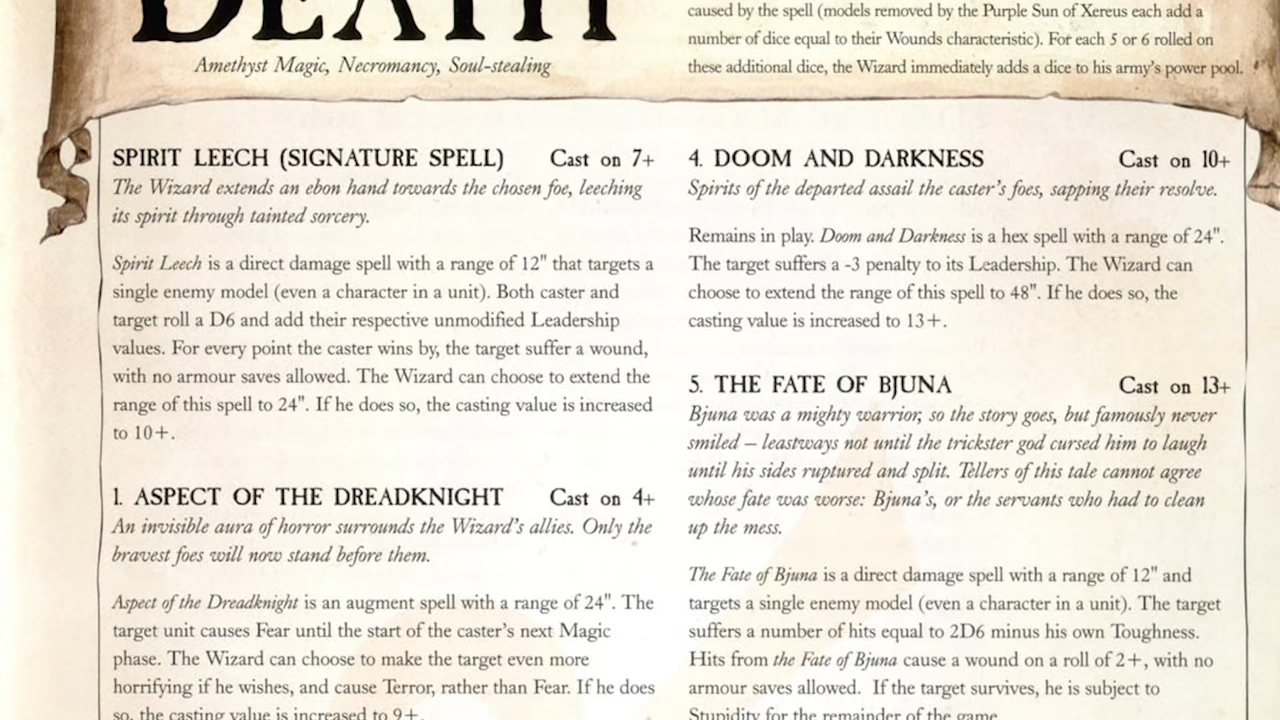 DEATH
Amethyst Magic, Necromancy, Soul-stealing
caused by the spell (models removed by the Purple Sun of Xereus each add a
number of dice equal to their Wounds characteristic). For each 5 or 6 rolled on
these additional dice, the Wizard immediately adds a dice to his army's power pool.
SPIRIT LEECH (SIGNATURE SPELL) Cast on 7+
The Wizard extends an ebon hand towards the chosen foe, leeching
its spirit through tainted sorcery.
Spirit Leech is a direct damage spell with a range of 12" that targets a
single enemy model (even a character in a unit). Both caster and
target roll a D6 and add their respective unmodified Leadership
values. For every point the caster wins by, the target suffer a wound,
with no armour saves allowed. The Wizard can choose to extend the
range of this spell to 24". If he does so, the casting value is increased
to 10+.
1. ASPECT OF THE DREADKNIGHT Cast on 4+
An invisible aura of horror surrounds the Wizard's allies. Only the
bravest foes will now stand before them.
Aspect of the Dreadknight is an augment spell with a range of 24". The
target unit causes Fear until the start of the caster's next Magic
phase. The Wizard can choose to make the target even more
horrifying if he wishes, and cause Terror, rather than Fear. If he does
so, the casting value is increased to 9+.
4. DOOM AND DARKNESS Cast on 10+
Spirits of the departed assail the caster's foes, sapping their resolve.
Remains in play. Doom and Darkness is a hex spell with a range of 24".
The target suffers a -3 penalty to its Leadership. The Wizard can
choose to extend the range of this spell to 48". If he does so, the
casting value is increased to 13+.
5. THE FATE OF BJUNA Cast on 13+
Bjuna was a mighty warrior, so the story goes, but famously never
smiled – leastways not until the trickster god cursed him to laugh
until his sides ruptured and split. Tellers of this tale cannot agree
whose fate was worse: Bjuna's, or the servants who had to clean
up the mess.
The Fate of Bjuna is a direct damage spell with a range of 12" and
targets a single enemy model (even a character in a unit). The target
suffers a number of hits equal to 2D6 minus his own Toughness.
Hits from the Fate of Bjuna cause a wound on a roll of 2+, with no
armour saves allowed. If the target survives, he is subject to
Stupidity for the remainder of the game